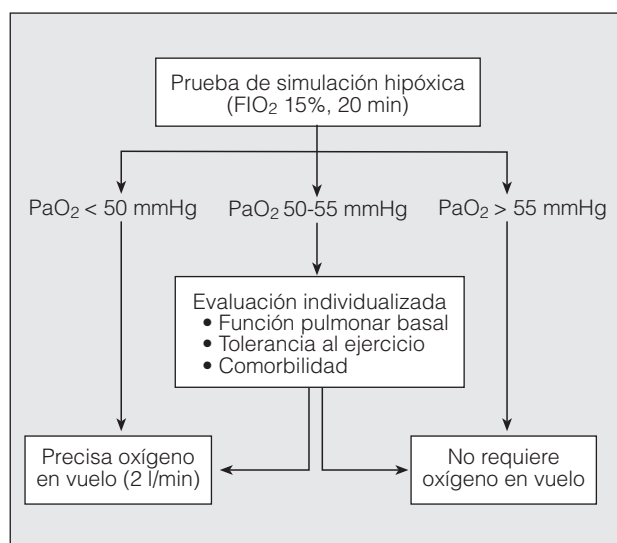 Prueba de simulación hipóxica
(FIO2 15%, 20 min)
PaO2 < 50 mmHg
PaO2 50-55 mmHg
PaO2 > 55 mmHg
Evaluación individualizada
• Función pulmonar basal
• Tolerancia al ejercicio
• Comorbilidad
Precisa oxígeno
en vuelo (2 l/min)
No requiere
oxígeno en vuelo